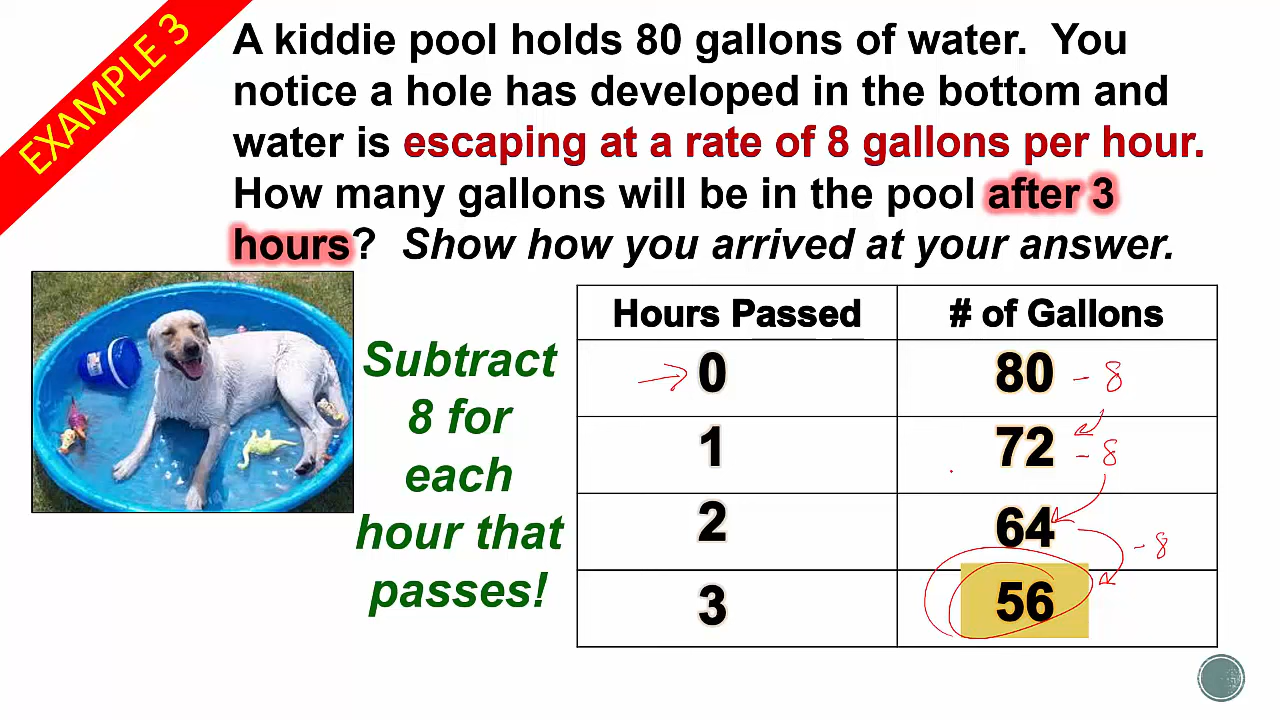 EXAMPLE 3
A kiddie pool holds 80 gallons of water. You
notice a hole has developed in the bottom and
water is escaping at a rate of 8 gallons per hour.
How many gallons will be in the pool after 3
hours? Show how you arrived at your answer.
Subtract
8 for
each
hour that
passes!
Hours Passed # of Gallons
0 80 - 8
1 72 - 8
2 64 - 8
3 56